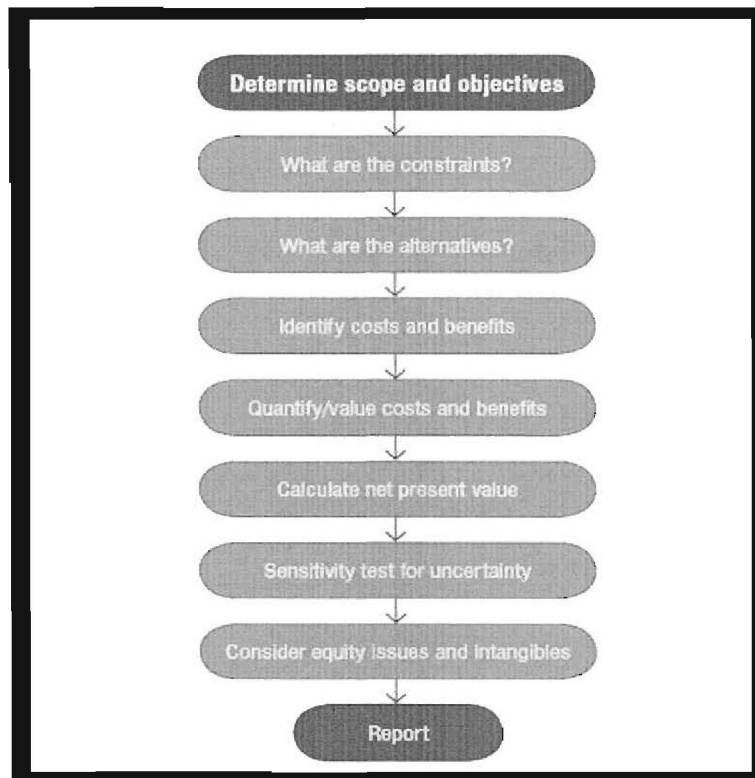 Determine scope and objectives
What are the constraints?
What are the alternatives?
Identify costs and benefits
Quantify/value costs and benefits
Calculate net present value
Sensitivity test for uncertainty
Consider equity issues and intangibles
Report